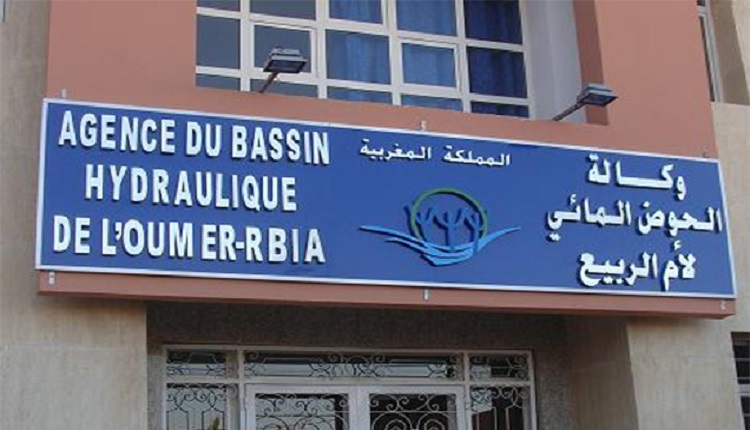 AGENCE DU BASSIN
HYDRAULIQUE
DE L'OUM ER-RBIA
المملكة المغربية
وكالة
الحوض المائي
لأم الربيع